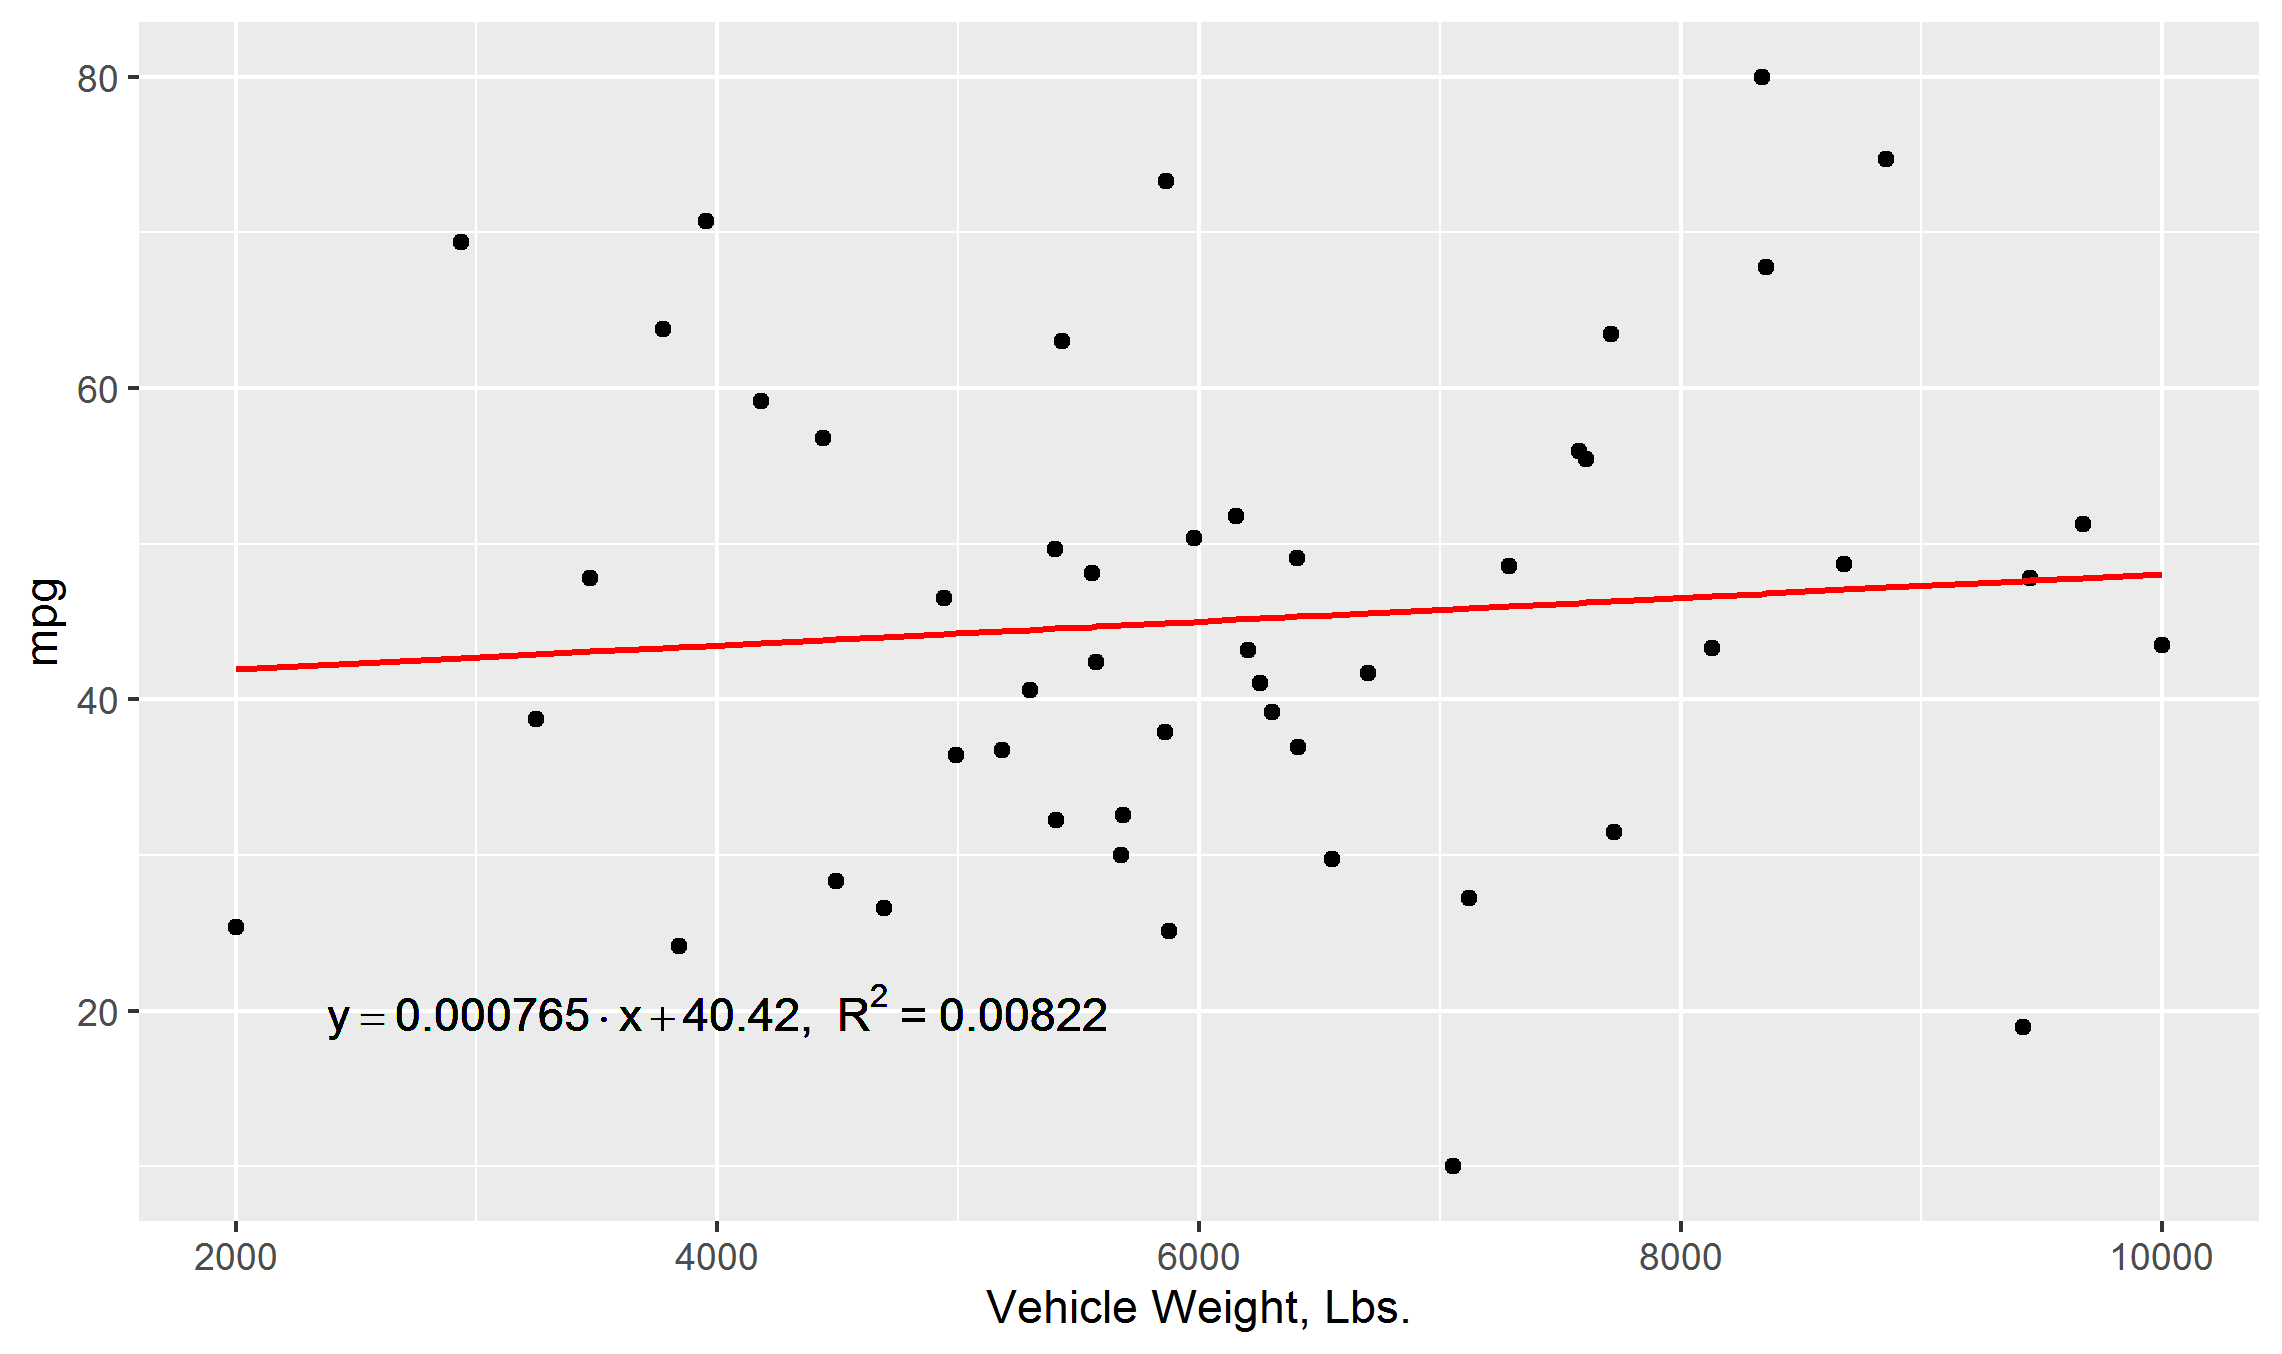 80
60
40
20
mpg
y = 0.000765 · x + 40.42, R² = 0.00822
2000 4000 6000 8000 10000
Vehicle Weight, Lbs.